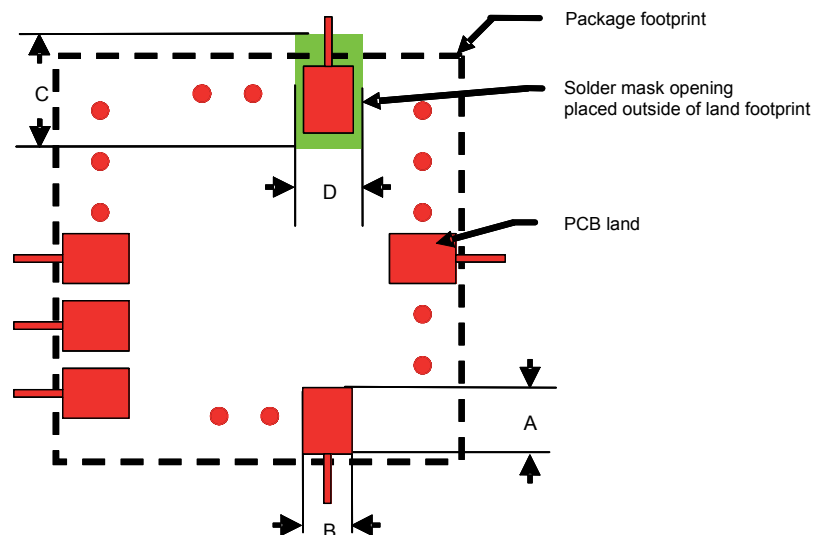 Package footprint
C
Solder mask opening
placed outside of land footprint
D
PCB land
A
B